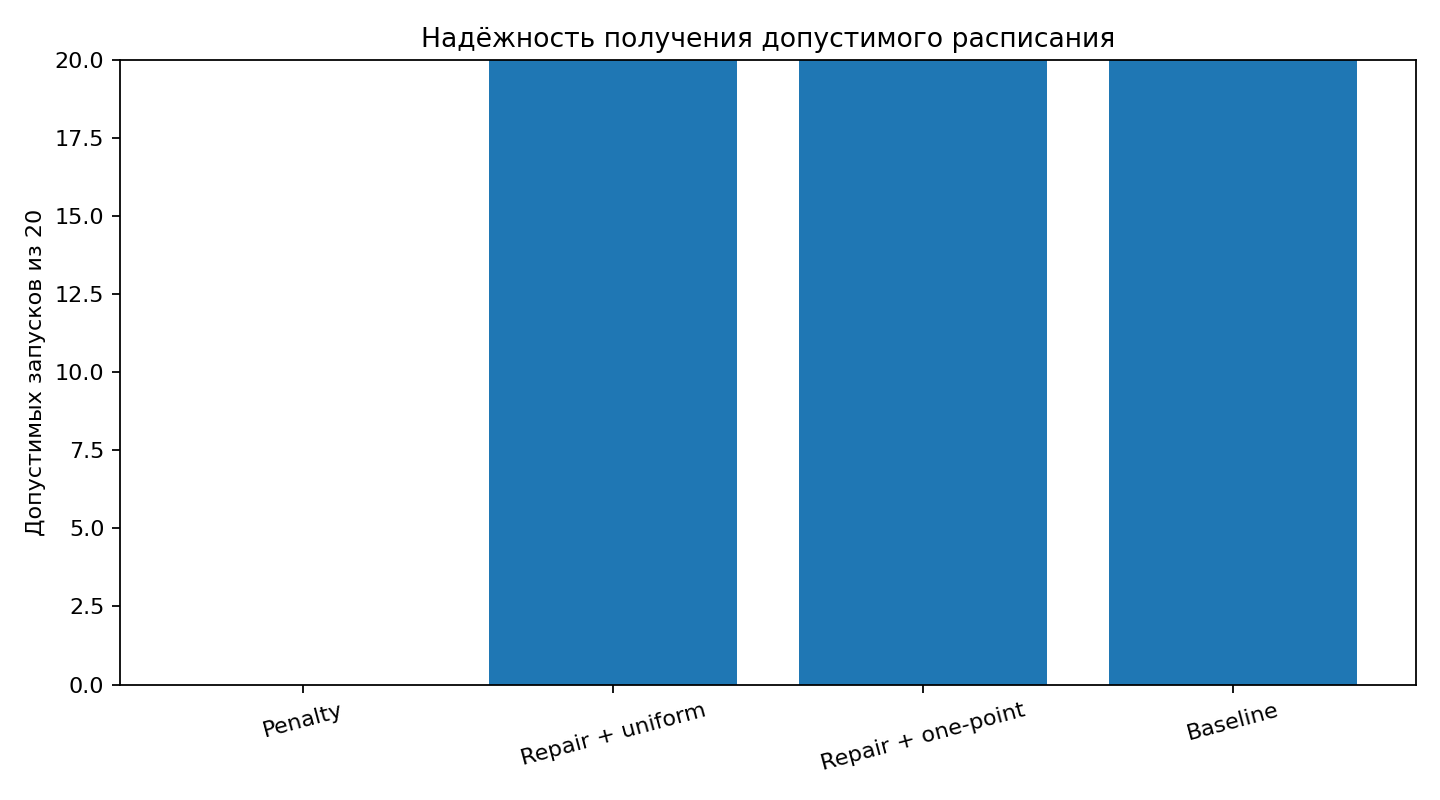 Надёжность получения допустимого расписания
Допустимых запусков из 20
20.0
17.5
15.0
12.5
10.0
7.5
5.0
2.5
0.0
Penalty
Repair + uniform
Repair + one-point
Baseline